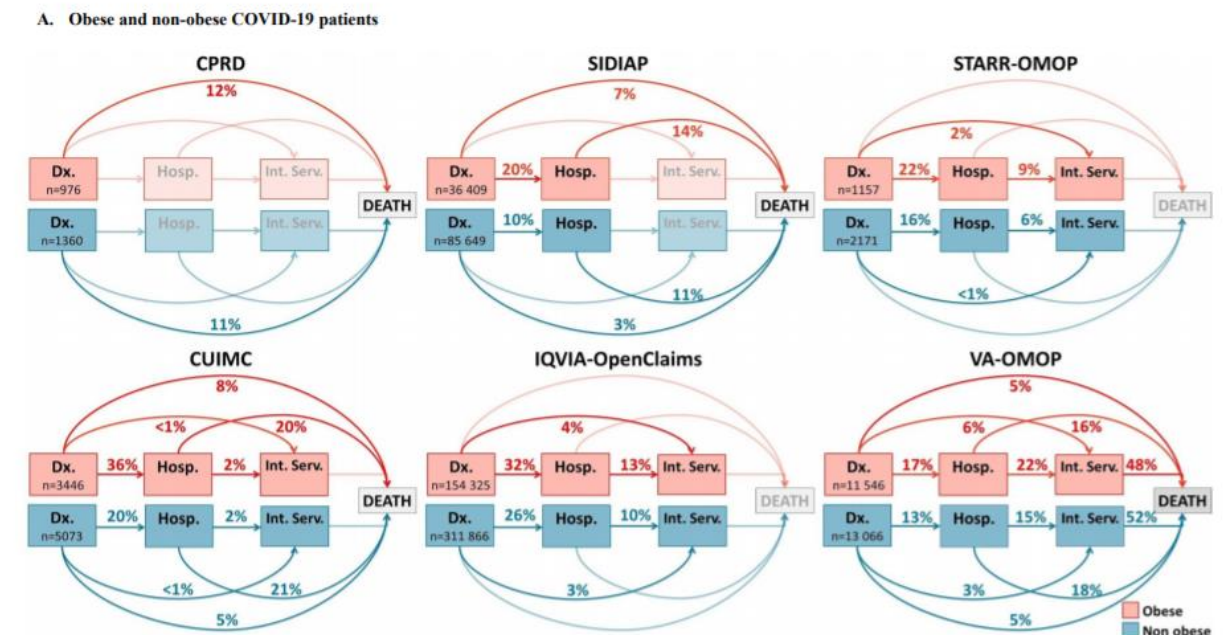 A. Obese and non-obese COVID-19 patients
CPRD
12%
Dx.
n=976
Hosp.
Int. Serv.
DEATH
Dx.
n=1360
Hosp.
Int. Serv.
11%
SIDIAP
7%
14%
Dx.
n=36 409
20%
Hosp.
Int. Serv.
DEATH
Dx.
n=85 649
10%
Hosp.
Int. Serv.
11%
3%
STARR-OMOP
2%
Dx.
n=1157
22%
Hosp.
9%
Int. Serv.
DEATH
Dx.
n=2171
16%
Hosp.
6%
Int. Serv.
<1%
CUIMC
8%
<1%
20%
Dx.
n=3446
36%
Hosp.
2%
Int. Serv.
DEATH
Dx.
n=5073
20%
Hosp.
2%
Int. Serv.
<1%
21%
5%
IQVIA-OpenClaims
4%
Dx.
n=154 325
32%
Hosp.
13%
Int. Serv.
DEATH
Dx.
n=311 866
26%
Hosp.
10%
Int. Serv.
3%
VA-OMOP
5%
6%
16%
Dx.
n=11 546
17%
Hosp.
22%
Int. Serv.
48%
DEATH
Dx.
n=13 066
13%
Hosp.
15%
Int. Serv.
52%
3%
18%
5%
Obese
Non obese